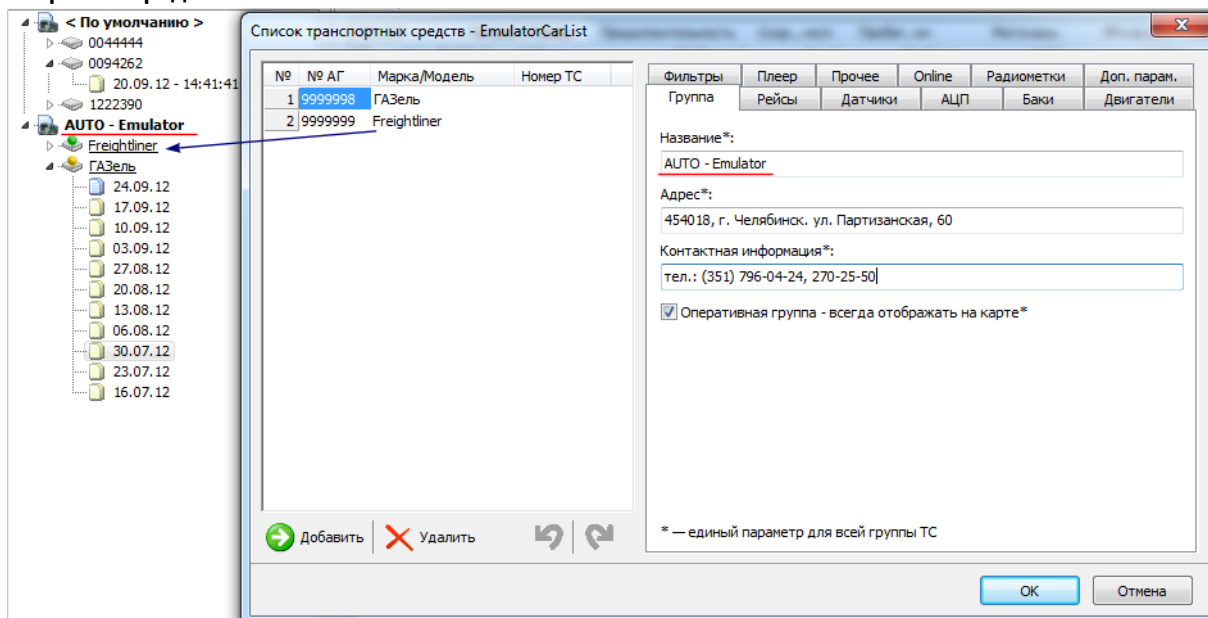 < По умолчанию >
0044444
0094262
20.09.12 - 14:41:41
1222390
AUTO - Emulator
Freightliner
ГАЗель
24.09.12
17.09.12
10.09.12
03.09.12
27.08.12
20.08.12
13.08.12
06.08.12
30.07.12
23.07.12
16.07.12
Список транспортных средств - EmulatorCarList
№ № АГ Марка/Модель Номер ТС
1 9999998 ГАЗель
2 9999999 Freightliner
Добавить Удалить
Фильтры Плеер Прочее Online Радиометки Доп. парам.
Группа Рейсы Датчики АЦП Баки Двигатели
Название*:
AUTO - Emulator
Адрес*:
454018, г. Челябинск. ул. Партизанская, 60
Контактная информация*:
тел.: (351) 796-04-24, 270-25-50
Оперативная группа - всегда отображать на карте*
* — единый параметр для всей группы ТС
OK Отмена